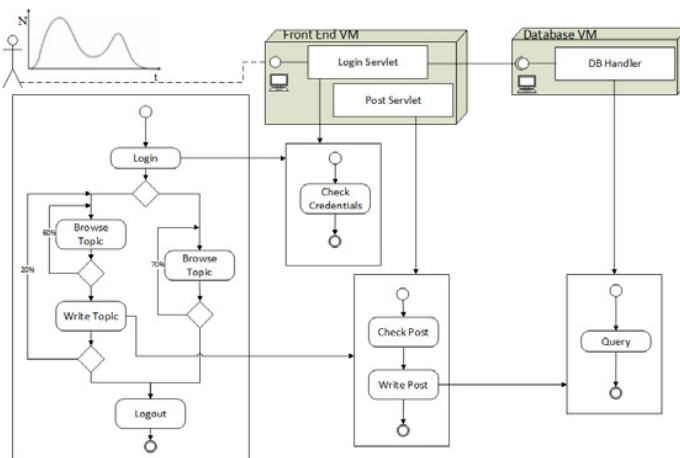 N
t
Front End VM
Login Servlet
Post Servlet
Database VM
DB Handler
Login
Check
Credentials
Browse
Topic
60%
20%
Browse
Topic
70%
Write Topic
Logout
Check Post
Write Post
Query